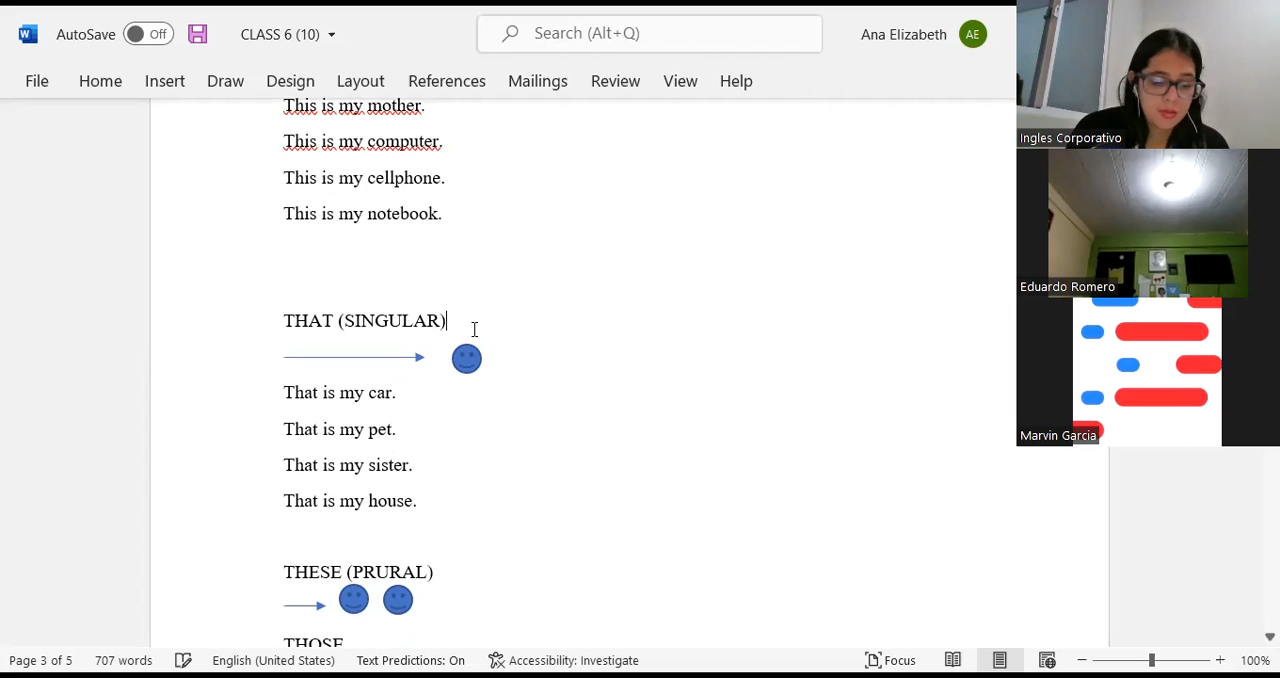 AutoSave Off CLASS 6 (10) Search (Alt+Q) Ana Elizabeth AE
File Home Insert Draw Design Layout References Mailings Review View Help
This is my mother.
This is my computer.
This is my cellphone.
This is my notebook.
THAT (SINGULAR)
That is my car.
That is my pet.
That is my sister.
That is my house.
THESE (PRURAL)
THOSE
Page 3 of 5 707 words English (United States) Text Predictions: On Accessibility: Investigate Focus 100%
Ingles Corporativo
Eduardo Romero
Marvin Garcia